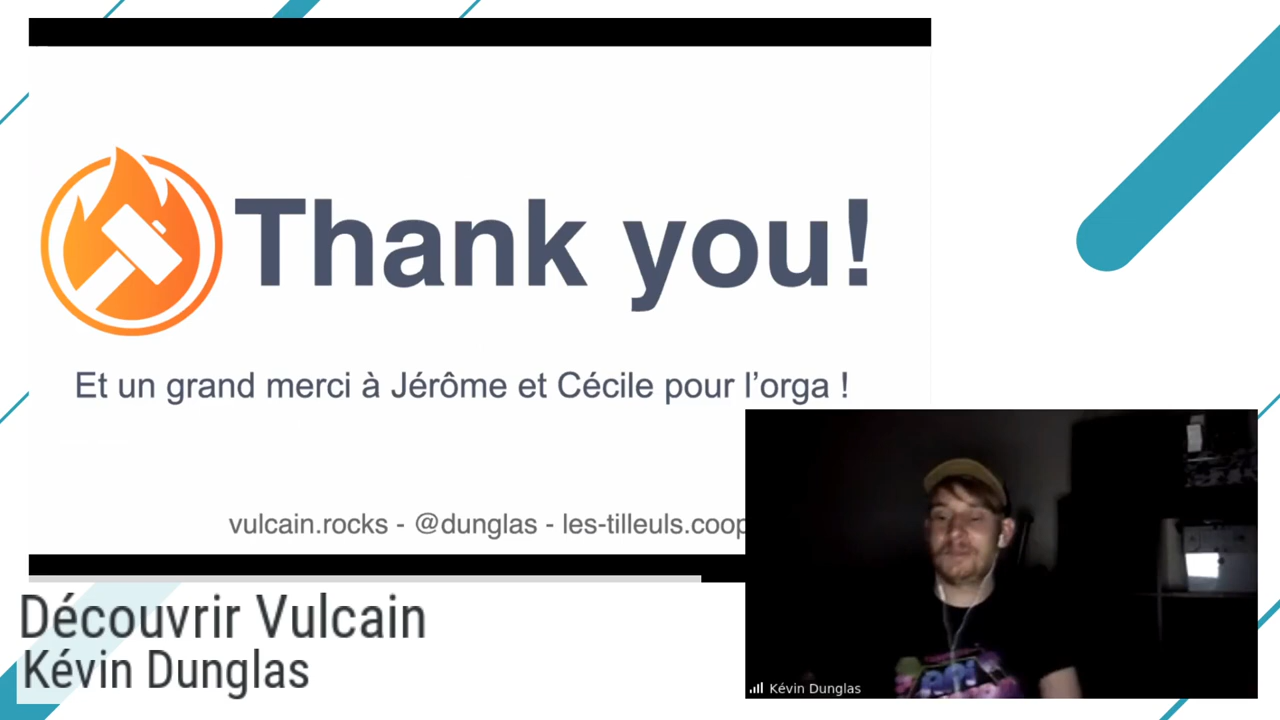 Thank you!
Et un grand merci à Jérôme et Cécile pour l'orga !
vulcain.rocks - @dunglas - les-tilleuls.coop
Découvrir Vulcain
Kévin Dunglas
Kévin Dunglas